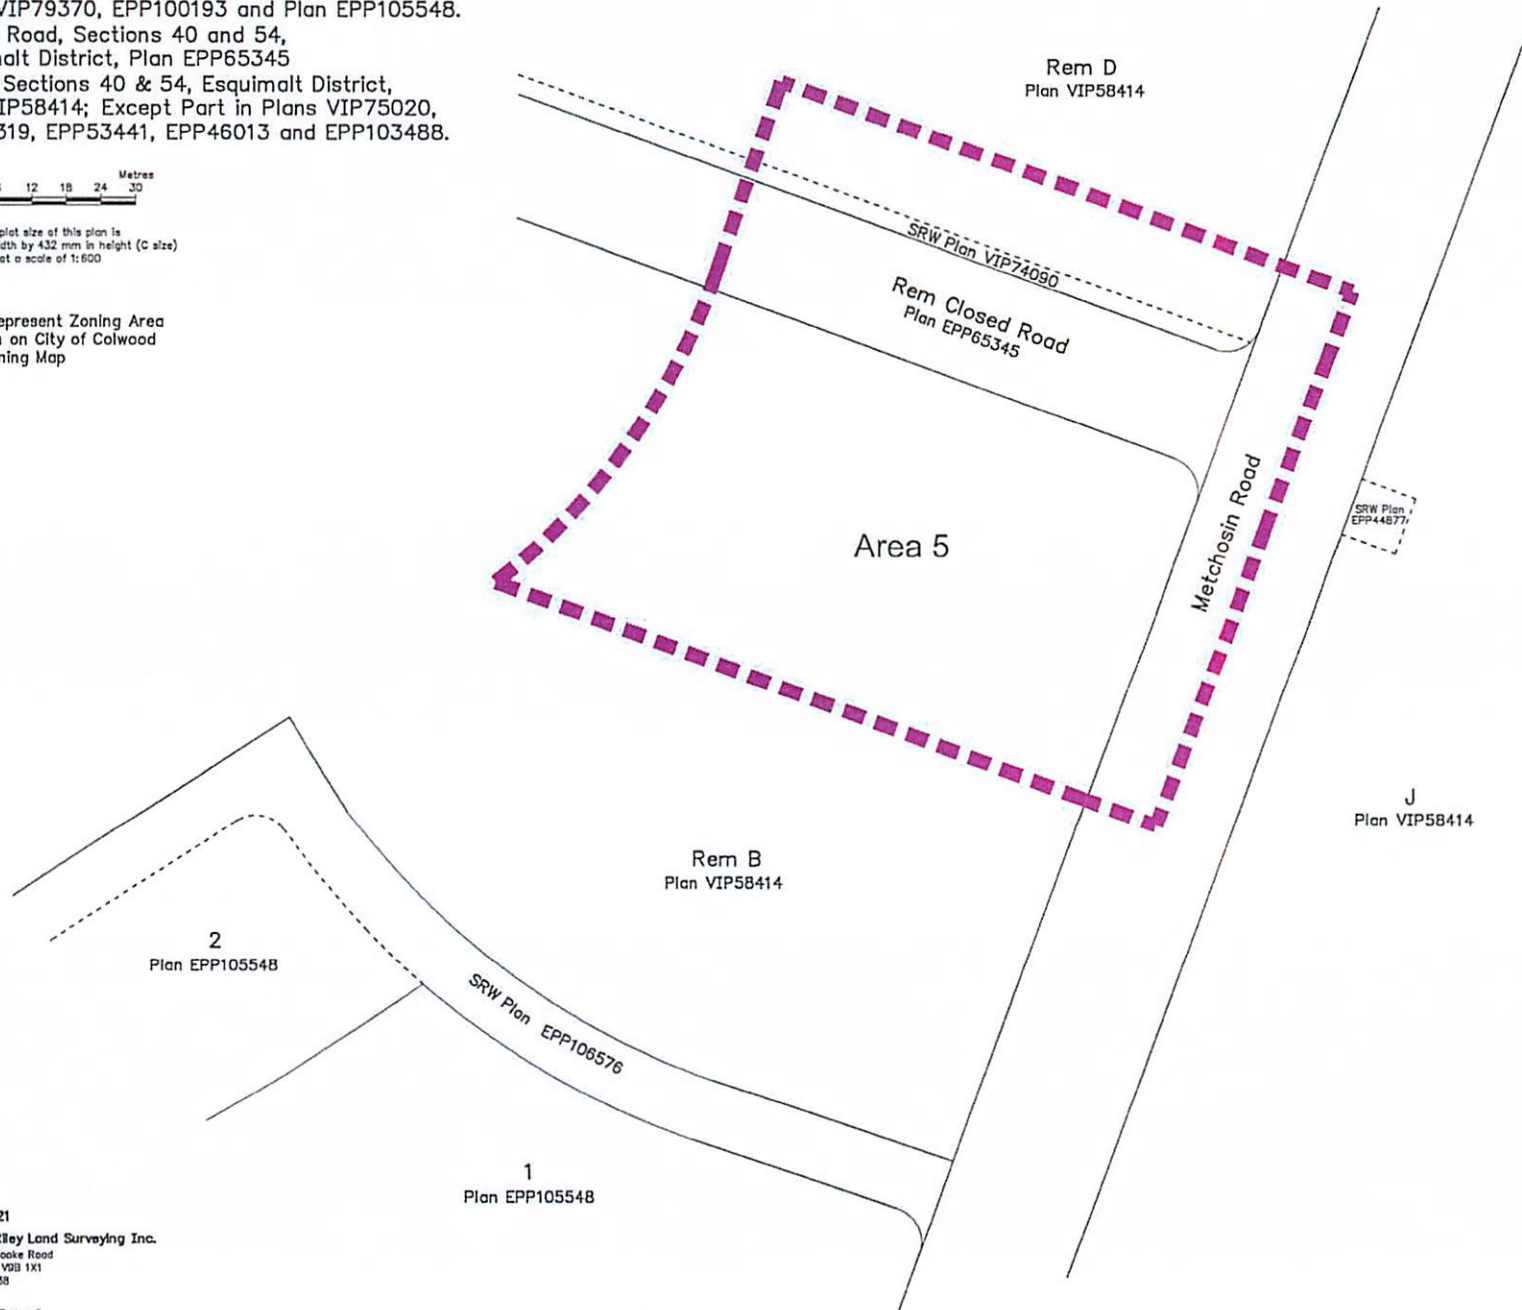 VIP79370, EPP100193 and Plan EPP105548.
Road, Sections 40 and 54,
alt District, Plan EPP65345
Sections 40 & 54, Esquimalt District,
IP58414; Except Part in Plans VIP75020,
319, EPP53441, EPP46013 and EPP103488.
Metres
12 18 24 30
plot size of this plan is
dth by 432 mm in height (C size)
at a scale of 1:600
epresent Zoning Area
on City of Colwood
ning Map
Rem D
Plan VIP58414
SRW Plan VIP74090
Rem Closed Road
Plan EPP65345
Metchosin Road
SRW Plan
EPP44877
Area 5
J
Plan VIP58414
Rem B
Plan VIP58414
2
Plan EPP105548
SRW Plan EPP106576
1
Plan EPP105548
21
Riley Land Surveying Inc.
ooke Road
V9B 1X1